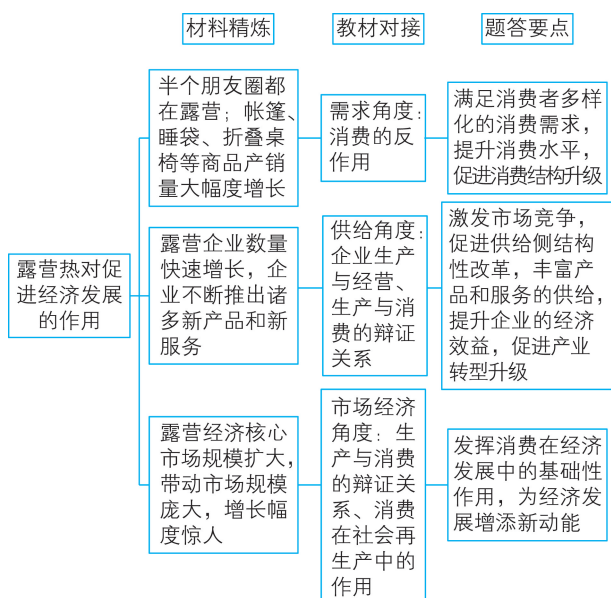 材料精炼
教材对接
题答要点
露营热对促
进经济发展
的作用
半个朋友圈都
在露营；帐篷、
睡袋、折叠桌
椅等商品产销
量大幅度增长
需求角度：
消费的反
作用
满足消费者多样
化的消费需求，
提升消费水平，
促进消费结构升级
露营企业数量
快速增长，企
业不断推出诸
多新产品和新
服务
供给角度：
企业生产
与经营、
生产与消
费的辩证
关系
激发市场竞争，
促进供给侧结构
性改革，丰富产
品和服务的供给，
提升企业的经济
效益，促进产业
转型升级
露营经济核心
市场规模扩大，
带动市场规模
庞大，增长幅
度惊人
市场经济
角度：生
产与消费
的辩证关
系、消费
在社会再
生产中的
作用
发挥消费在经济
发展中的基础性
作用，为经济发
展增添新动能